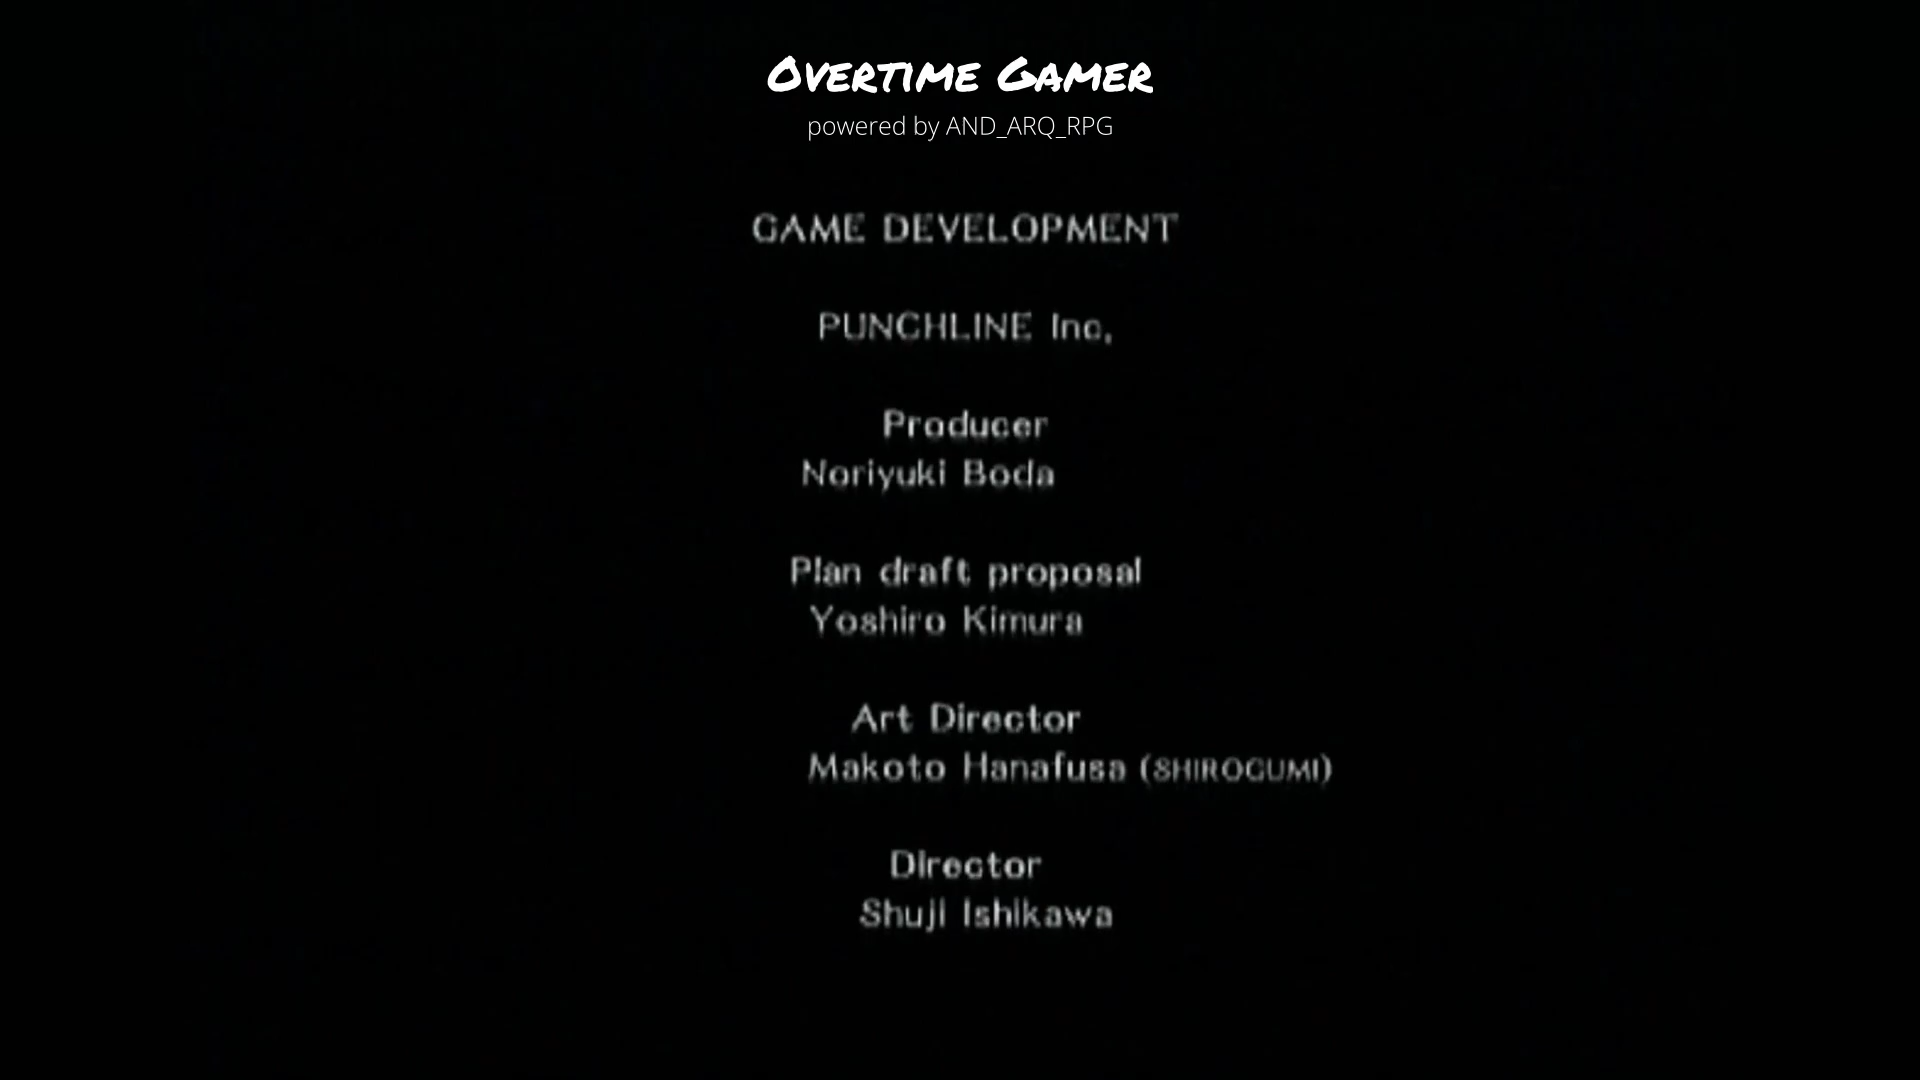 OVERTIME GAMER
powered by AND_ARQ_RPG
GAME DEVELOPMENT
PUNCHLINE Inc.
Producer
Noriyuki Boda
Plan draft proposal
Yoshiro Kimura
Art Director
Makoto Hanafusa (SHIROGUMI)
Director
Shuji Ishikawa